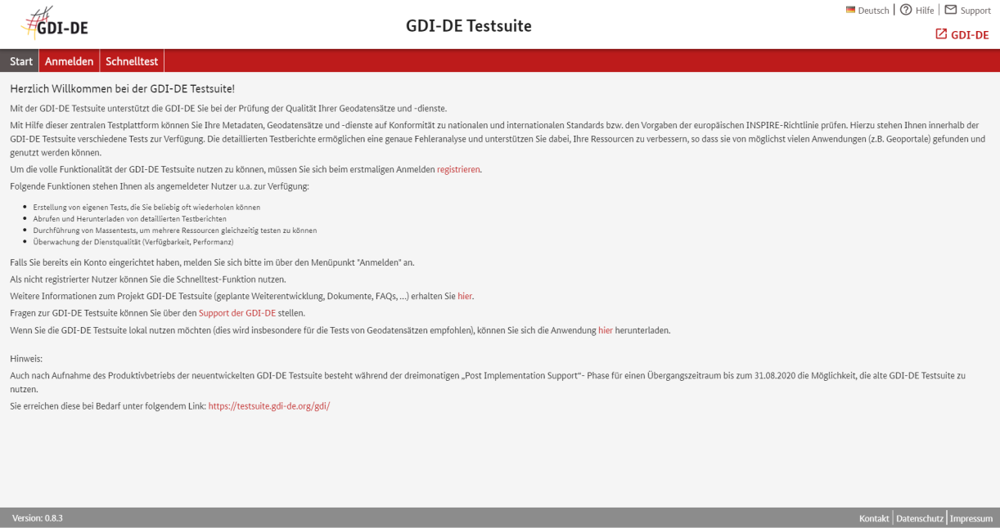 GDI-DE
GDI-DE Testsuite
Deutsch
Hilfe
Support
GDI-DE
Start
Anmelden
Schnelltest
Herzlich Willkommen bei der GDI-DE Testsuite!
Mit der GDI-DE Testsuite unterstützt die GDI-DE Sie bei der Prüfung der Qualität Ihrer Geodatensätze und -dienste.
Mit Hilfe dieser zentralen Testplattform können Sie Ihre Metadaten, Geodatensätze und -dienste auf Konformität zu nationalen und internationalen Standards bzw. den Vorgaben der europäischen INSPIRE-Richtlinie prüfen. Hierzu stehen Ihnen innerhalb der
GDI-DE Testsuite verschiedene Tests zur Verfügung. Die detaillierten Testberichte ermöglichen eine genaue Fehleranalyse und unterstützen Sie dabei, Ihre Ressourcen zu verbessern, so dass sie von möglichst vielen Anwendungen (z.B. Geoportale) gefunden und
genutzt werden können.
Um die volle Funktionalität der GDI-DE Testsuite nutzen zu können, müssen Sie sich beim erstmaligen Anmelden registrieren.
Folgende Funktionen stehen Ihnen als angemeldeter Nutzer u.a. zur Verfügung:
• Erstellung von eigenen Tests, die Sie beliebig oft wiederholen können
• Abrufen und Herunterladen von detaillierten Testberichten
• Durchführung von Massentests, um mehrere Ressourcen gleichzeitig testen zu können
• Überwachung der Dienstqualität (Verfügbarkeit, Performanz)
Falls Sie bereits ein Konto eingerichtet haben, melden Sie sich bitte im über den Menüpunkt "Anmelden" an.
Als nicht registrierter Nutzer können Sie die Schnelltest-Funktion nutzen.
Weitere Informationen zum Projekt GDI-DE Testsuite (geplante Weiterentwicklung, Dokumente, FAQs, ...) erhalten Sie hier.
Fragen zur GDI-DE Testsuite können Sie über den Support der GDI-DE stellen.
Wenn Sie die GDI-DE Testsuite lokal nutzen möchten (dies wird insbesondere für die Tests von Geodatensätzen empfohlen), können Sie sich die Anwendung hier herunterladen.
Hinweis:
Auch nach Aufnahme des Produktivbetriebs der neuentwickelten GDI-DE Testsuite besteht während der dreimonatigen „Post Implementation Support“- Phase für einen Übergangszeitraum bis zum 31.08.2020 die Möglichkeit, die alte GDI-DE Testsuite zu
nutzen.
Sie erreichen diese bei Bedarf unter folgendem Link: https://testsuite.gdi-de.org/gdi/
Version: 0.8.3
Kontakt
Datenschutz
Impressum